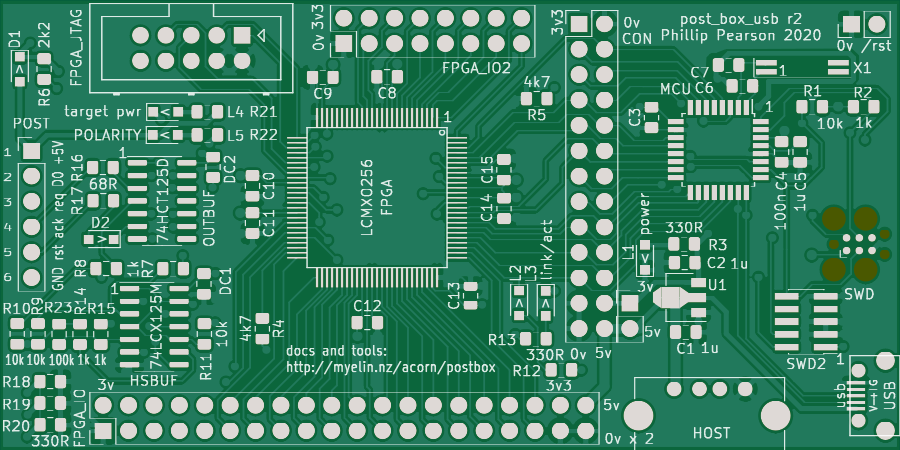 D1
2k2
R6
FPGA_JTAG
0v 3v3
FPGA_IO2
3v3
0v
CON
post_box_usb r2
Phillip Pearson 2020
0v /rst
C9
C8
4k7
R5
C7
C6
MCU
1
X1
R1
10k
R2
1k
C3
1
target pwr
L4 R21
POLARITY
L5 R22
POST
1
2
3
4
5
6
GND rst ack req D0 +5V
R16
68R
R17
1
74HCT125D
OUTBUF
DC2
C10
C11
1
LCMXO256
FPGA
C15
C14
100n C4
1u C5
D2
R8
1k
R7
DC1
link/act
L2
L3
L1
power
330R
R3
C2 1u
3v
U1
C1 1u
5v
SWD
SWD2
1
R10
R9
R23
R14
R15
10k
10k
100k
1k
1k
1
74LCX125M
HSBUF
R11
10k
4k7
R4
C12
C13
R13
330R
0v 5v
R12
3v3
docs and tools:
http://myelin.nz/acorn/postbox
R18
R19
R20
330R
FPGA_IO
3v
5v
0v x 2
HOST
usb
V→1G
USB